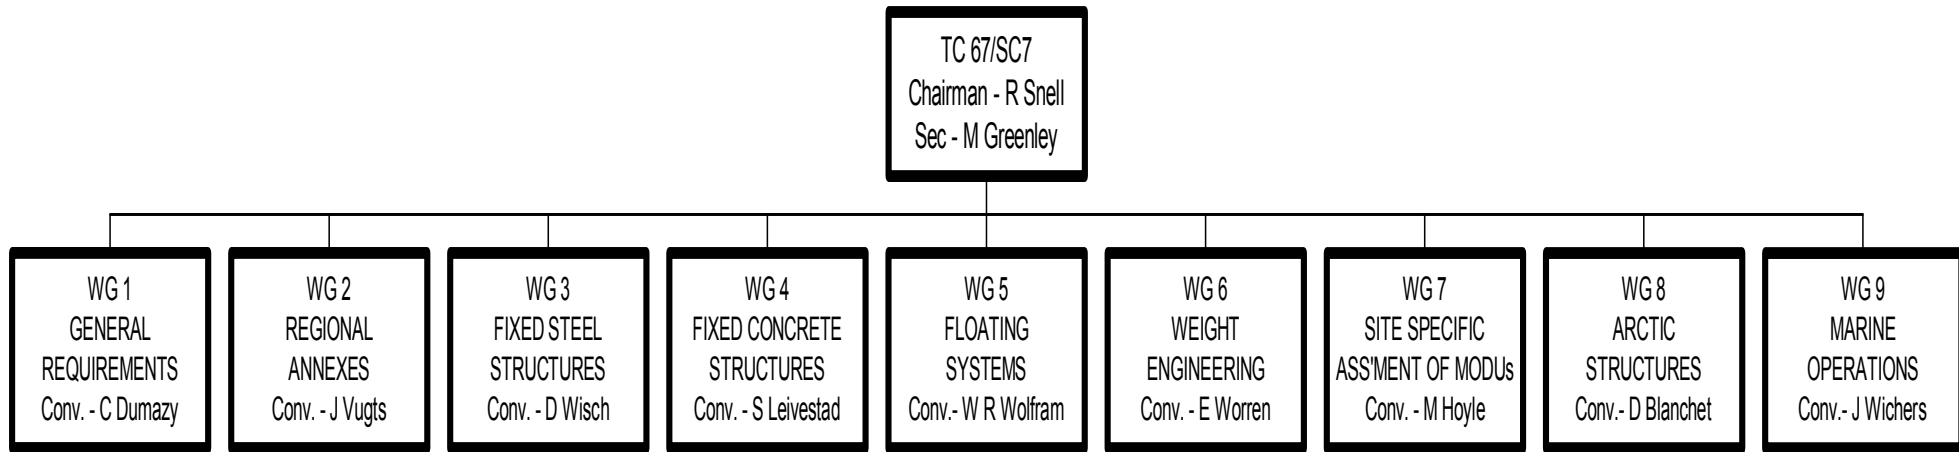 TC 67/SC7
Chairman - R Snell
Sec - M Greenley
WG 1
GENERAL
REQUIREMENTS
Conv. - C Dumazy
WG 2
REGIONAL
ANNEXES
Conv. - J Vugts
WG 3
FIXED STEEL
STRUCTURES
Conv. - D Wisch
WG 4
FIXED CONCRETE
STRUCTURES
Conv. - S Leivestad
WG 5
FLOATING
SYSTEMS
Conv.- W R Wolfram
WG 6
WEIGHT
ENGINEERING
Conv. - E Worren
WG 7
SITE SPECIFIC
ASS'MENT OF MODUs
Conv. - M Hoyle
WG 8
ARCTIC
STRUCTURES
Conv.- D Blanchet
WG 9
MARINE
OPERATIONS
Conv.- J Wichers